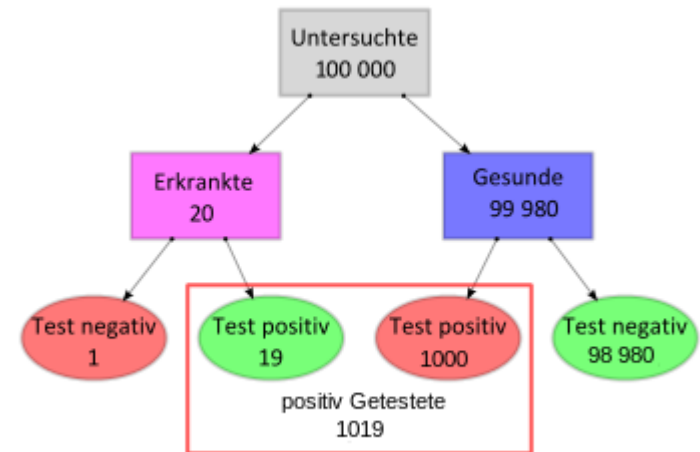 Untersuchte
100 000
Erkrankte
20
Gesunde
99 980
Test negativ
1
Test positiv
19
Test positiv
1000
Test negativ
98 980
positiv Getestete
1019